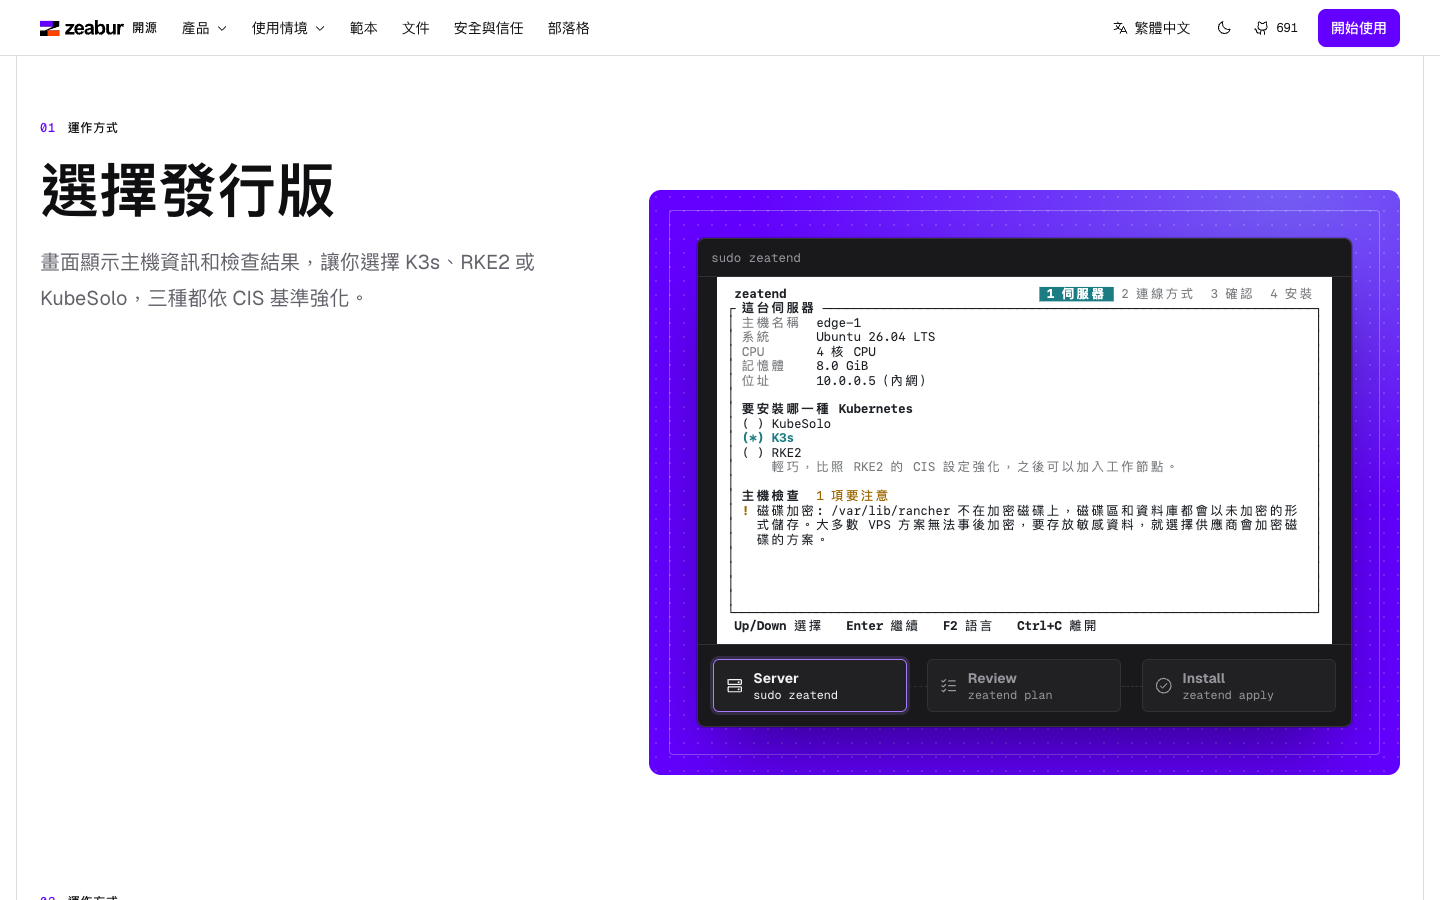 zeabur 開源 產品 使用情境 範本 文件 安全與信任 部落格 繁體中文 691 開始使用
01 運作方式
選擇發行版
畫面顯示主機資訊和檢查結果，讓你選擇 K3s、RKE2 或
KubeSolo，三種都依 CIS 基準強化。
sudo zeatend
zeatend 1 伺服器 2 連線方式 3 確認 4 安裝
這台伺服器
主機名稱 edge-1
系統 Ubuntu 26.04 LTS
CPU 4 核 CPU
記憶體 8.0 GiB
位址 10.0.0.5 (內網)
要安裝哪一種 Kubernetes
( ) KubeSolo
(*) K3s
( ) RKE2
輕巧，比照 RKE2 的 CIS 設定強化，之後可以加入工作節點。
主機檢查 1 項要注意
! 磁碟加密: /var/lib/rancher 不在加密磁碟上，磁碟區和資料庫都會以未加密的形
式儲存。大多數 VPS 方案無法事後加密，要存放敏感資料，就選擇供應商會加密磁
碟的方案。
Up/Down 選擇 Enter 繼續 F2 語言 Ctrl+C 離開
Server
sudo zeatend
Review
zeatend plan
Install
zeatend apply